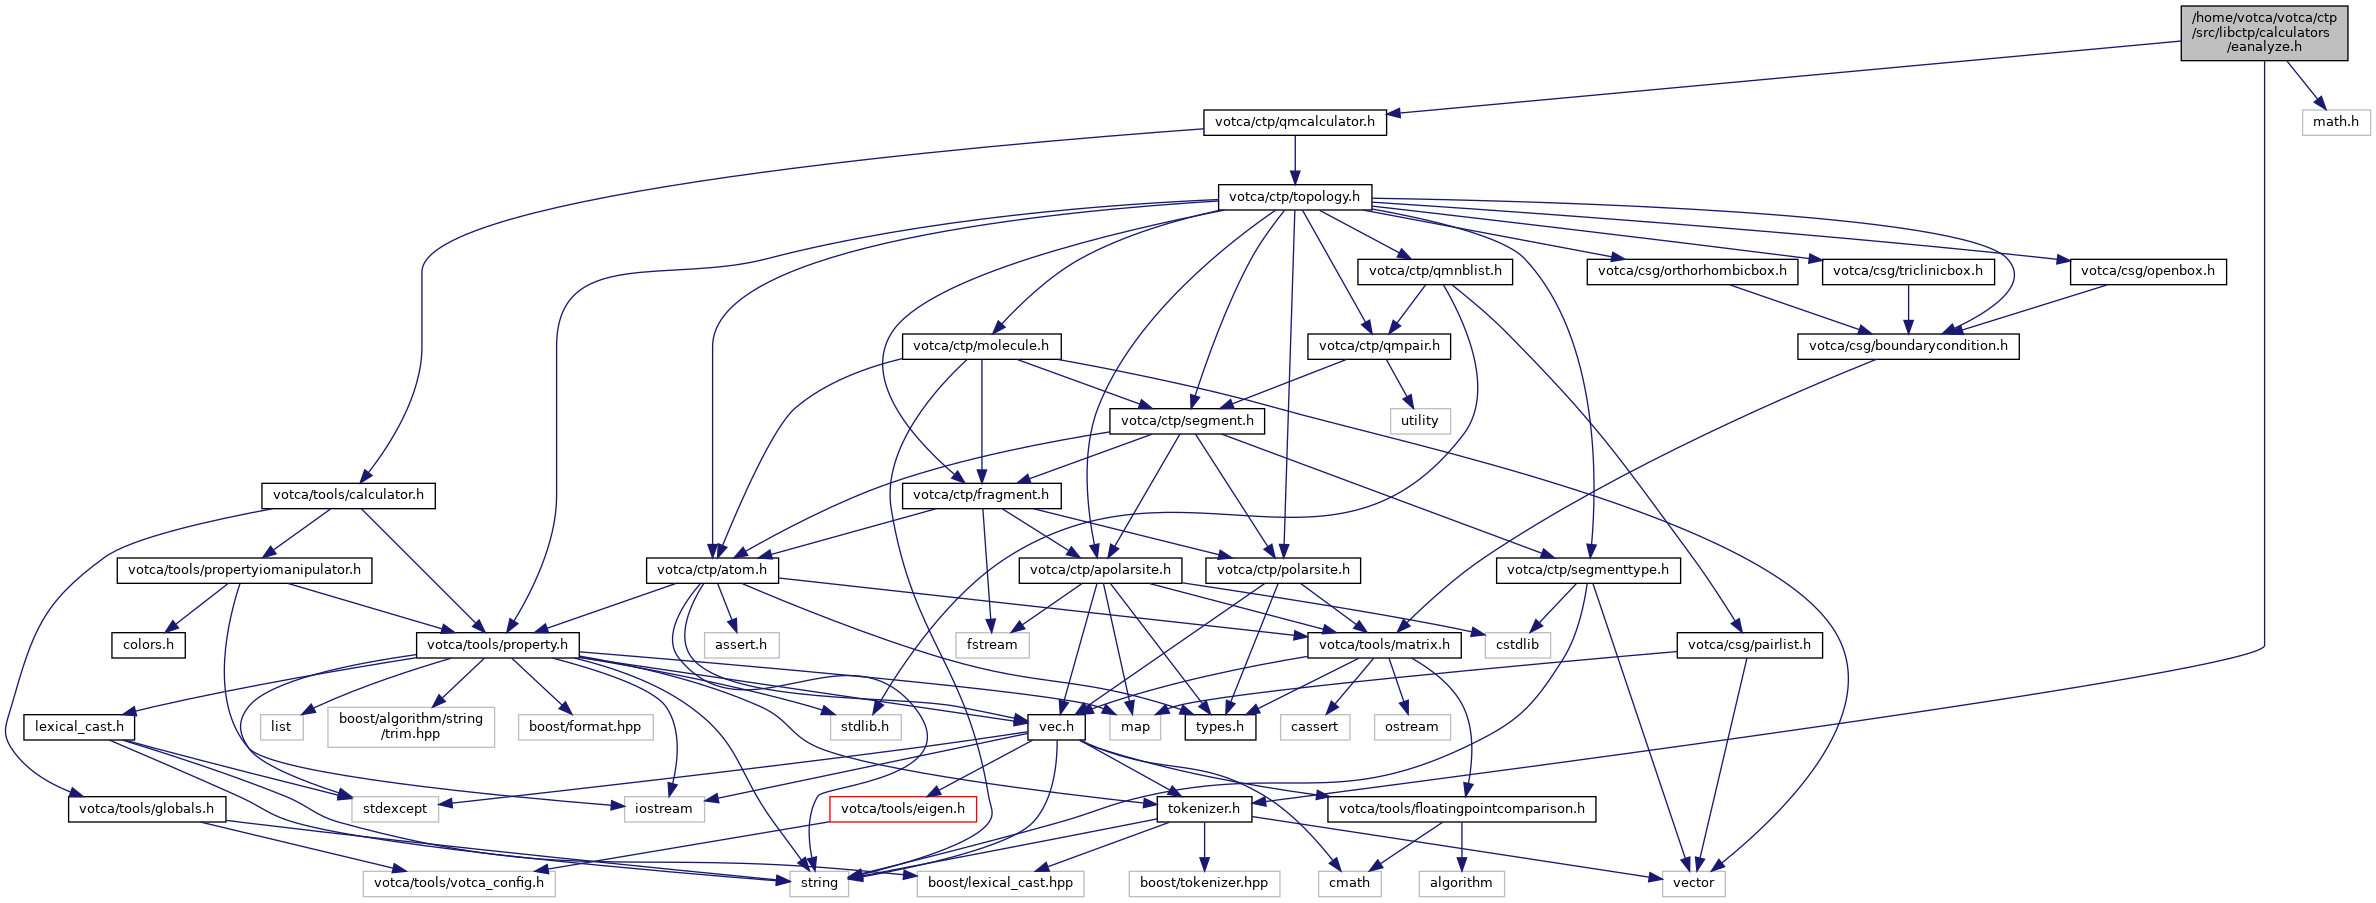 /home/votca/votca/ctp
/src/libctp/calculators
/eanalyze.h
votca/ctp/qmcalculator.h
math.h
votca/ctp/topology.h
votca/ctp/qmnblist.h
votca/csg/orthorhombicbox.h
votca/csg/triclinicbox.h
votca/csg/openbox.h
votca/ctp/molecule.h
votca/ctp/qmpair.h
votca/csg/boundarycondition.h
votca/ctp/segment.h
utility
votca/tools/calculator.h
votca/ctp/fragment.h
votca/tools/propertyiomanipulator.h
votca/ctp/atom.h
votca/ctp/apolarsite.h
votca/ctp/polarsite.h
votca/ctp/segmenttype.h
colors.h
votca/tools/property.h
assert.h
fstream
votca/tools/matrix.h
cstdlib
votca/csg/pairlist.h
lexical_cast.h
list
boost/algorithm/string
/trim.hpp
boost/format.hpp
stdlib.h
vec.h
map
types.h
cassert
ostream
votca/tools/globals.h
stdexcept
iostream
votca/tools/eigen.h
tokenizer.h
votca/tools/floatingpointcomparison.h
votca/tools/votca_config.h
string
boost/lexical_cast.hpp
boost/tokenizer.hpp
cmath
algorithm
vector